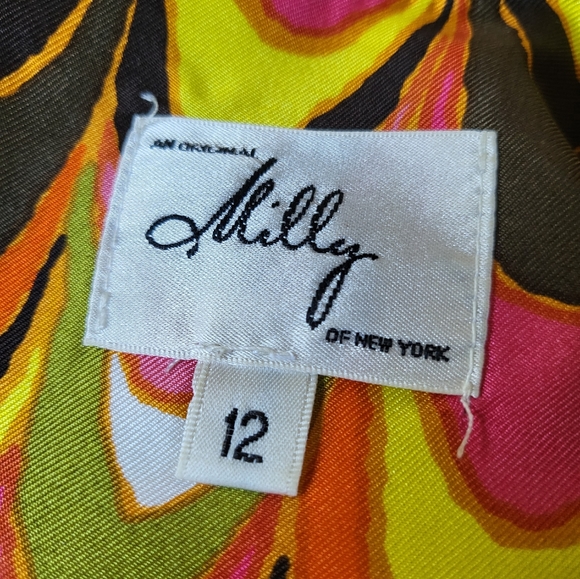 AN ORIGINAL
Milly
OF NEW YORK
12